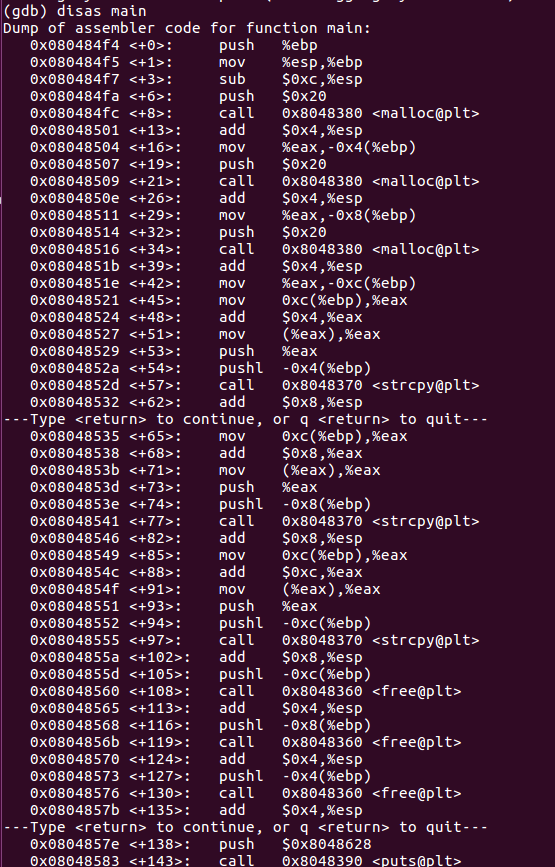 (gdb) disas main
Dump of assembler code for function main:
   0x080484f4 <+0>:     push   %ebp
   0x080484f5 <+1>:     mov    %esp,%ebp
   0x080484f7 <+3>:     sub    $0xc,%esp
   0x080484fa <+6>:     push   $0x20
   0x080484fc <+8>:     call   0x8048380 <malloc@plt>
   0x08048501 <+13>:    add    $0x4,%esp
   0x08048504 <+16>:    mov    %eax,-0x4(%ebp)
   0x08048507 <+19>:    push   $0x20
   0x08048509 <+21>:    call   0x8048380 <malloc@plt>
   0x0804850e <+26>:    add    $0x4,%esp
   0x08048511 <+29>:    mov    %eax,-0x8(%ebp)
   0x08048514 <+32>:    push   $0x20
   0x08048516 <+34>:    call   0x8048380 <malloc@plt>
   0x0804851b <+39>:    add    $0x4,%esp
   0x0804851e <+42>:    mov    %eax,-0xc(%ebp)
   0x08048521 <+45>:    mov    0xc(%ebp),%eax
   0x08048524 <+48>:    add    $0x4,%eax
   0x08048527 <+51>:    mov    (%eax),%eax
   0x08048529 <+53>:    push   %eax
   0x0804852a <+54>:    pushl  -0x4(%ebp)
   0x0804852d <+57>:    call   0x8048370 <strcpy@plt>
   0x08048532 <+62>:    add    $0x8,%esp
---Type <return> to continue, or q <return> to quit---
   0x08048535 <+65>:    mov    0xc(%ebp),%eax
   0x08048538 <+68>:    add    $0x8,%eax
   0x0804853b <+71>:    mov    (%eax),%eax
   0x0804853d <+73>:    push   %eax
   0x0804853e <+74>:    pushl  -0x8(%ebp)
   0x08048541 <+77>:    call   0x8048370 <strcpy@plt>
   0x08048546 <+82>:    add    $0x8,%esp
   0x08048549 <+85>:    mov    0xc(%ebp),%eax
   0x0804854c <+88>:    add    $0xc,%eax
   0x0804854f <+91>:    mov    (%eax),%eax
   0x08048551 <+93>:    push   %eax
   0x08048552 <+94>:    pushl  -0xc(%ebp)
   0x08048555 <+97>:    call   0x8048370 <strcpy@plt>
   0x0804855a <+102>:   add    $0x8,%esp
   0x0804855d <+105>:   pushl  -0xc(%ebp)
   0x08048560 <+108>:   call   0x8048360 <free@plt>
   0x08048565 <+113>:   add    $0x4,%esp
   0x08048568 <+116>:   pushl  -0x8(%ebp)
   0x0804856b <+119>:   call   0x8048360 <free@plt>
   0x08048570 <+124>:   add    $0x4,%esp
   0x08048573 <+127>:   pushl  -0x4(%ebp)
   0x08048576 <+130>:   call   0x8048360 <free@plt>
   0x0804857b <+135>:   add    $0x4,%esp
---Type <return> to continue, or q <return> to quit---
   0x0804857e <+138>:   push   $0x8048628
   0x08048583 <+143>:   call   0x8048390 <puts@plt>